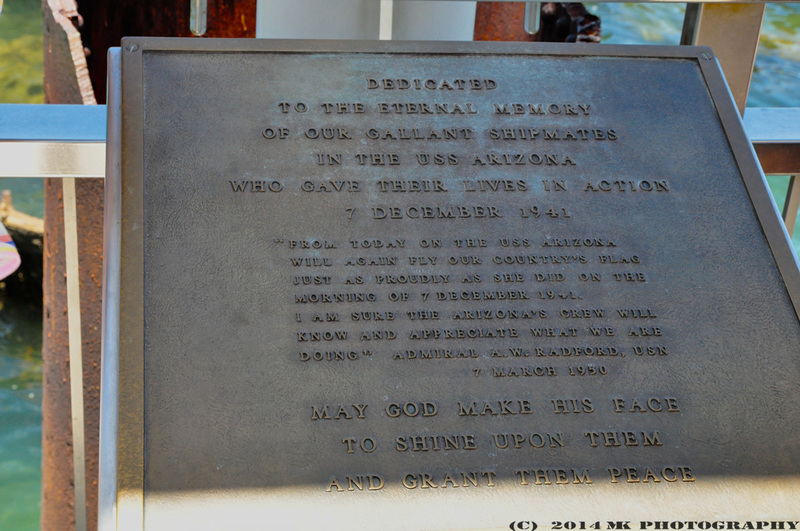 DEDICATED
TO THE ETERNAL MEMORY
OF OUR GALLANT SHIPMATES
IN THE USS ARIZONA
WHO GAVE THEIR LIVES IN ACTION
7 DECEMBER 1941
"FROM TODAY ON THE USS ARIZONA
WILL AGAIN FLY OUR COUNTRY'S FLAG
JUST AS PROUDLY AS SHE DID ON THE
MORNING OF 7 DECEMBER 1941.
I AM SURE THE ARIZONA'S CREW WILL
KNOW AND APPRECIATE WHAT WE ARE
DOING" ADMIRAL A.W. RADFORD, USN
7 MARCH 1950
MAY GOD MAKE HIS FACE
TO SHINE UPON THEM
AND GRANT THEM PEACE
(C) 2014 MK PHOTOGRAPHY